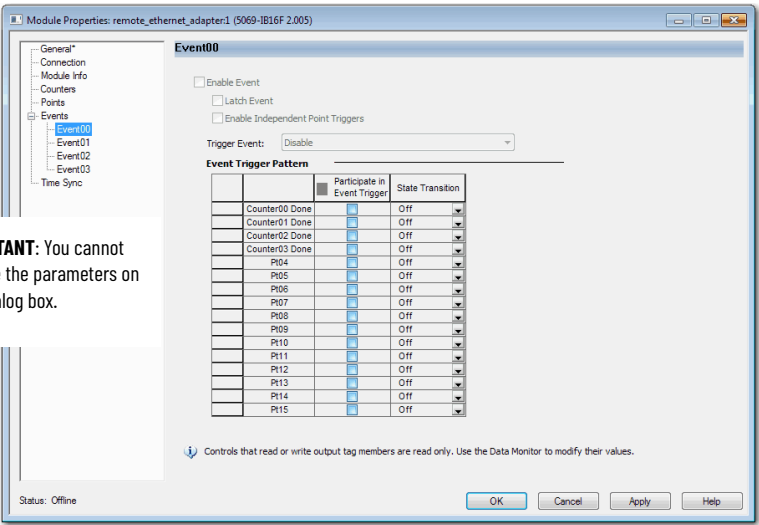 Module Properties: remote_ethernet_adapter:1 (5069-IB16F 2.005)
General*
Connection
Module Info
Counters
Points
Events
Event00
Event01
Event02
Event03
Time Sync
TANT: You cannot
the parameters on
log box.
Status: Offline
Event00
Enable Event
Latch Event
Enable Independent Point Triggers
Trigger Event: Disable
Event Trigger Pattern
Participate in Event Trigger State Transition
Counter00 Done Off
Counter01 Done Off
Counter02 Done Off
Counter03 Done Off
Pt04 Off
Pt05 Off
Pt06 Off
Pt07 Off
Pt08 Off
Pt09 Off
Pt10 Off
Pt11 Off
Pt12 Off
Pt13 Off
Pt14 Off
Pt15 Off
Controls that read or write output tag members are read only. Use the Data Monitor to modify their values.
OK Cancel Apply Help